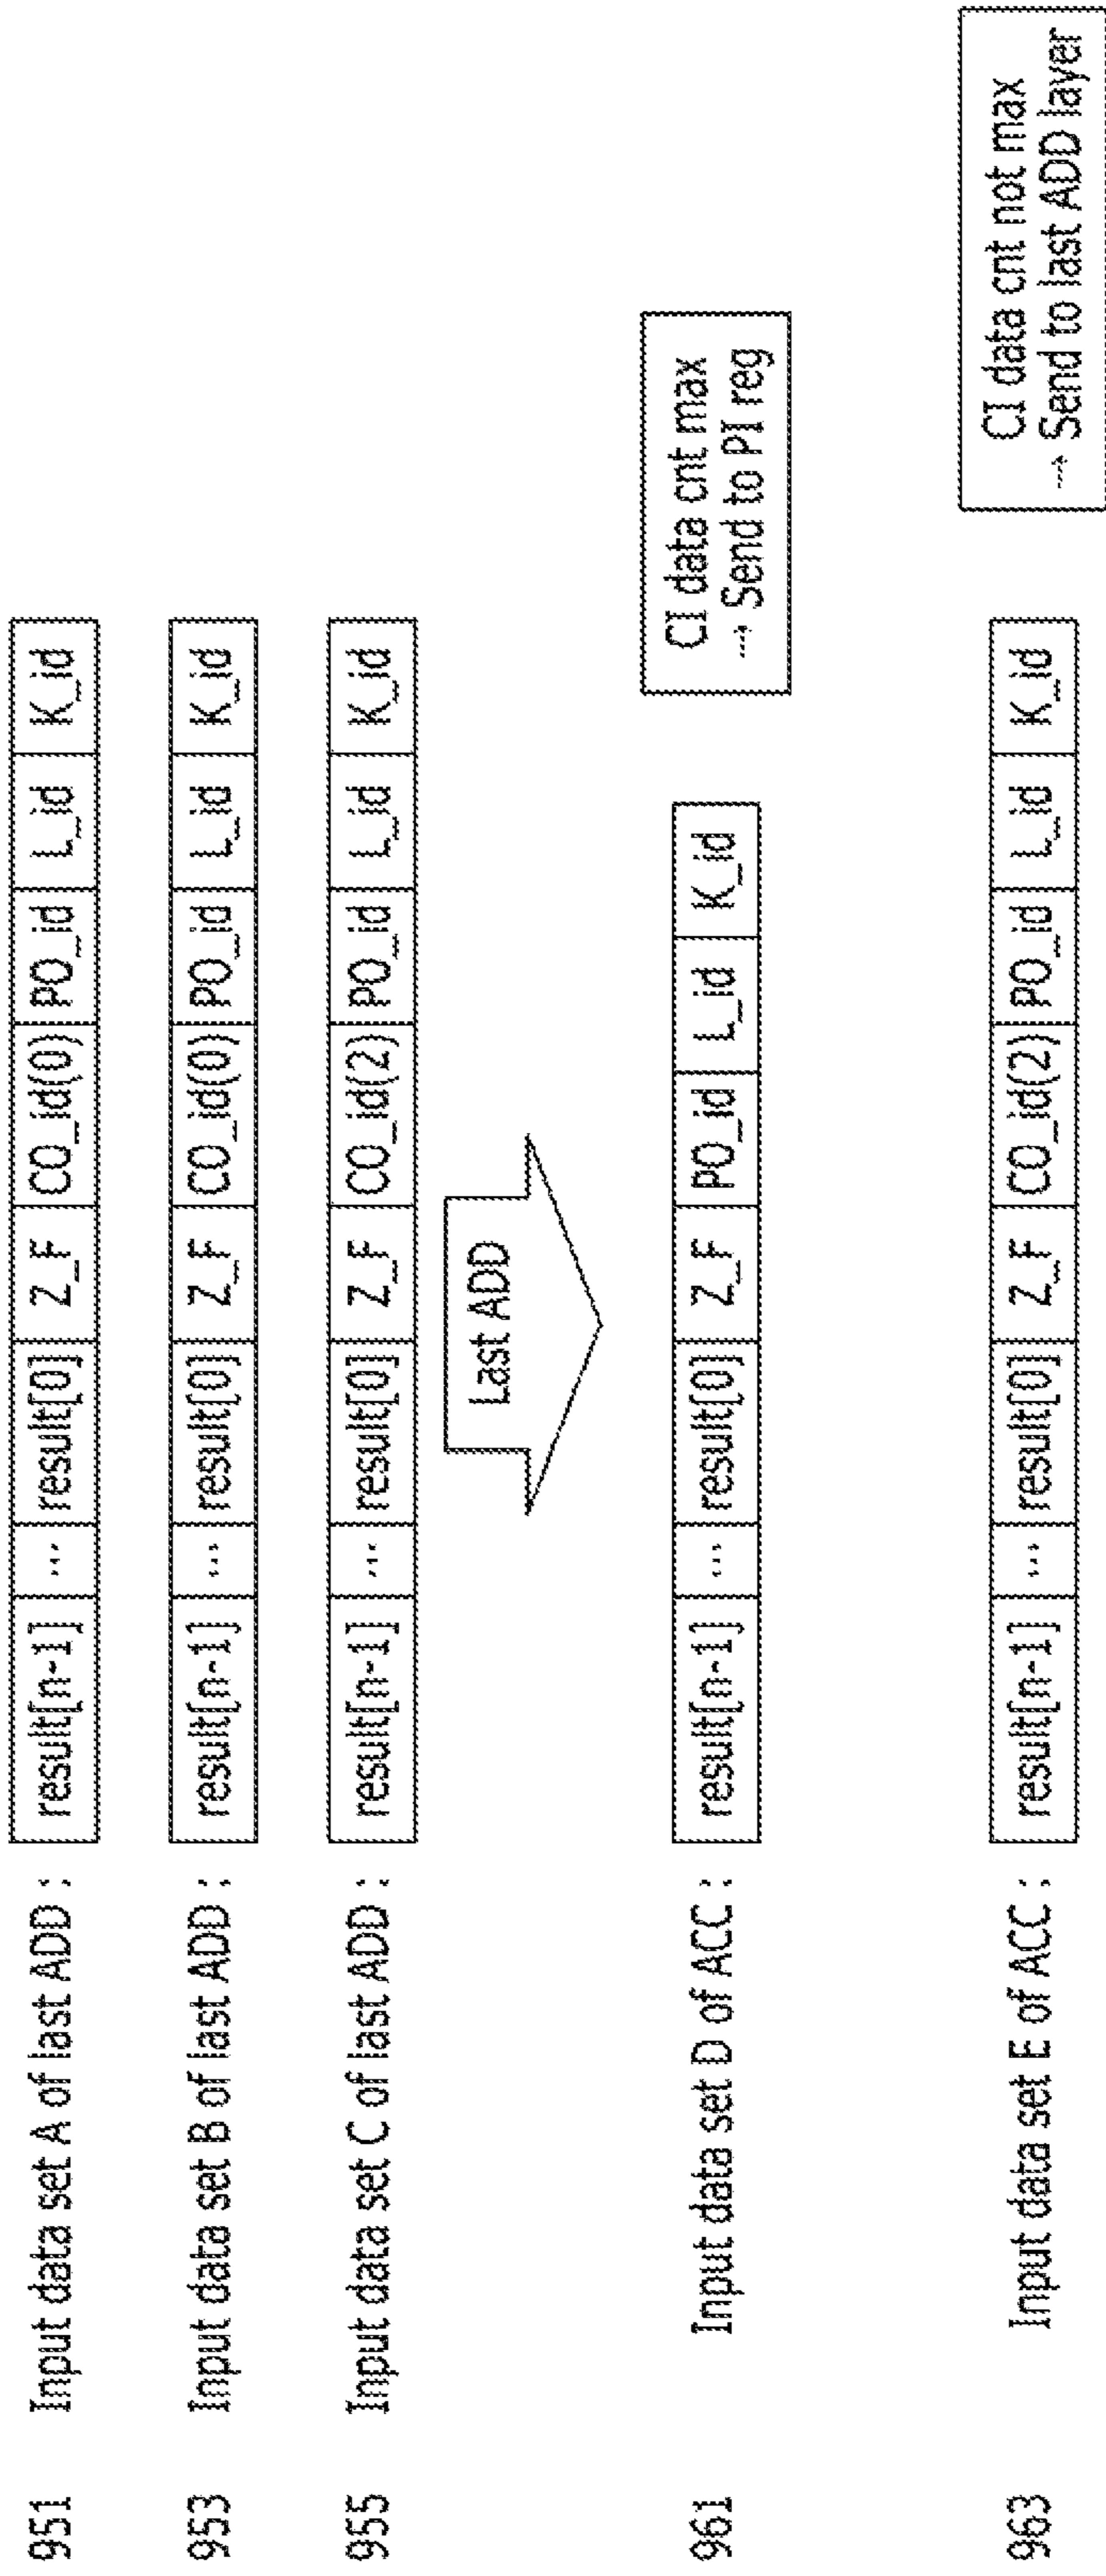 951 Input data set A of last ADD : result[n-1] ... result[0] Z_F CO_id(0) PO_id L_id K_id
953 Input data set B of last ADD : result[n-1] ... result[0] Z_F CO_id(0) PO_id L_id K_id
955 Input data set C of last ADD : result[n-1] ... result[0] Z_F CO_id(2) PO_id L_id K_id
Last ADD
961 Input data set D of ACC : result[n-1] ... result[0] Z_F PO_id L_id K_id
CI data cnt max
→ Send to PI reg
963 Input data set E of ACC : result[n-1] ... result[0] Z_F CO_id(2) PO_id L_id K_id
CI data cnt not max
→ Send to last ADD layer